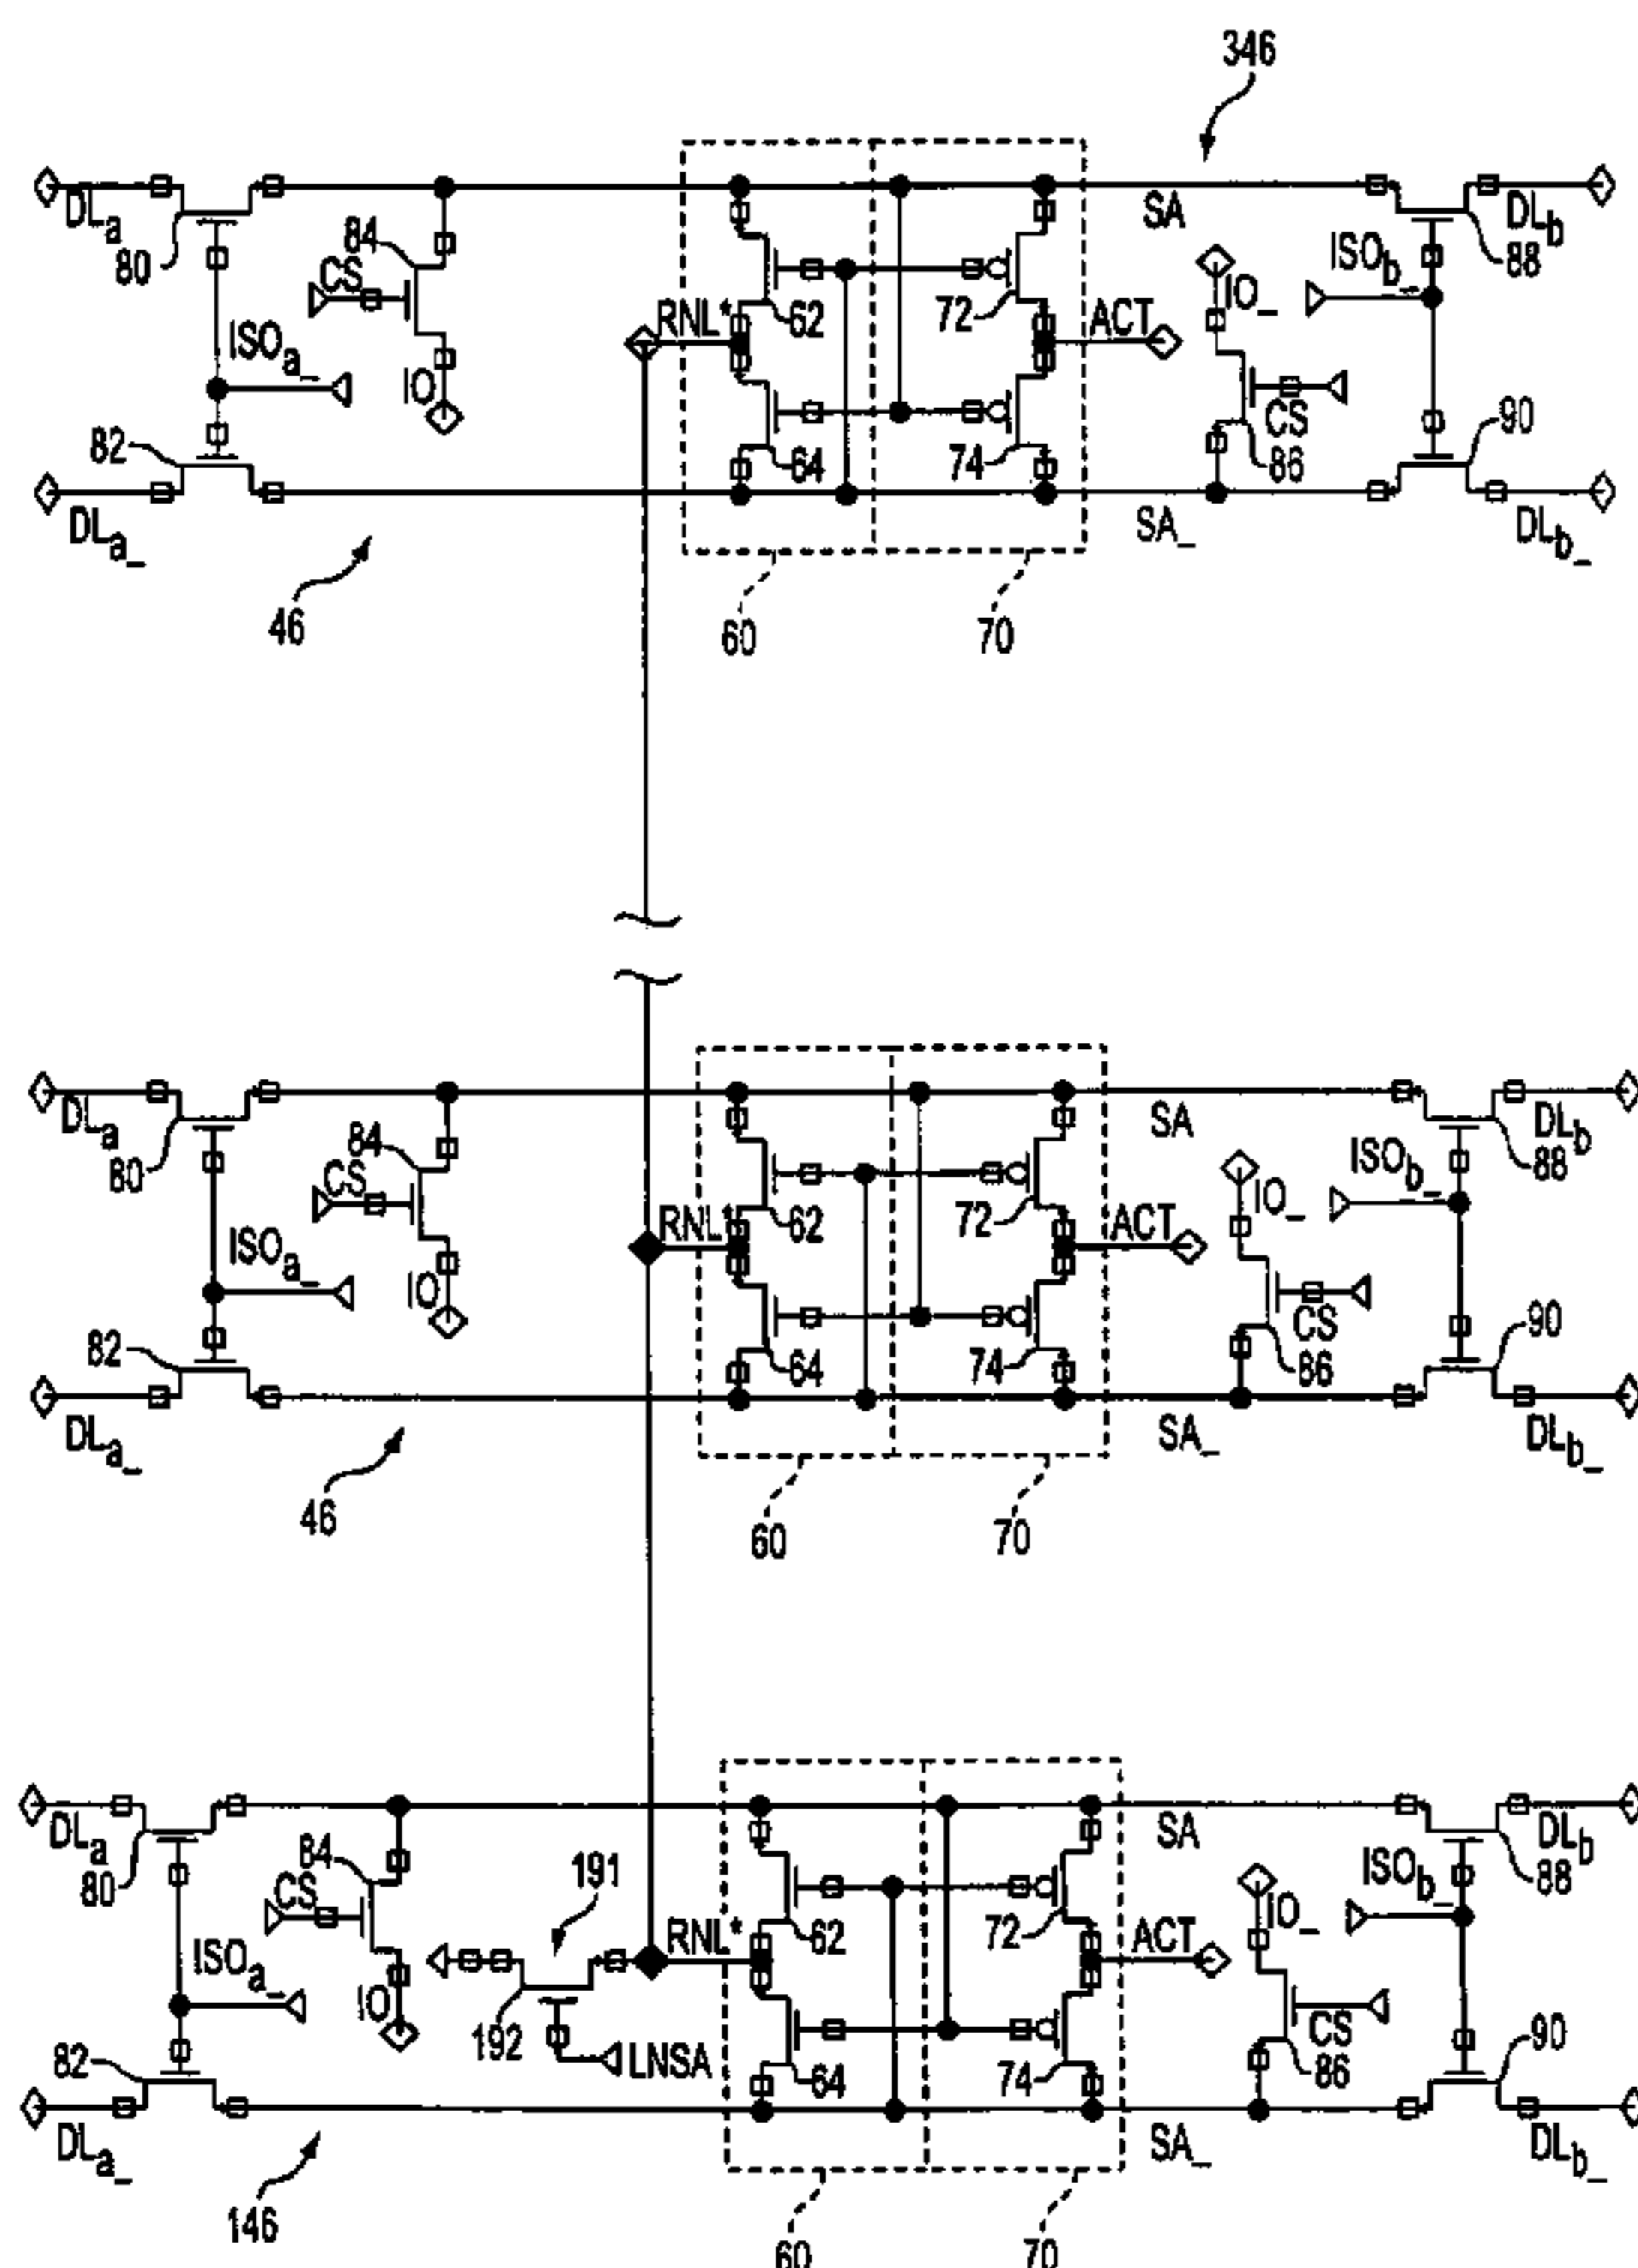 346
DLa
80
84
CS
ISOa_
IO
RNL*
62
72
ACT
SA
IO_
ISOb_
DLb
88
82
DLa_
64
74
CS
86
90
SA_
DLb_
46
60
70
DLa
80
84
CS
ISOa_
IO
RNL*
62
72
ACT
SA
IO_
ISOb_
DLb
88
82
DLa_
64
74
CS
86
90
SA_
DLb_
46
60
70
DLa
80
84
CS
ISOa_
IO
191
192
LNSA
RNL*
62
72
ACT
SA
IO_
ISOb_
DLb
88
82
DLa_
64
74
CS
86
90
SA_
DLb_
146
60
70